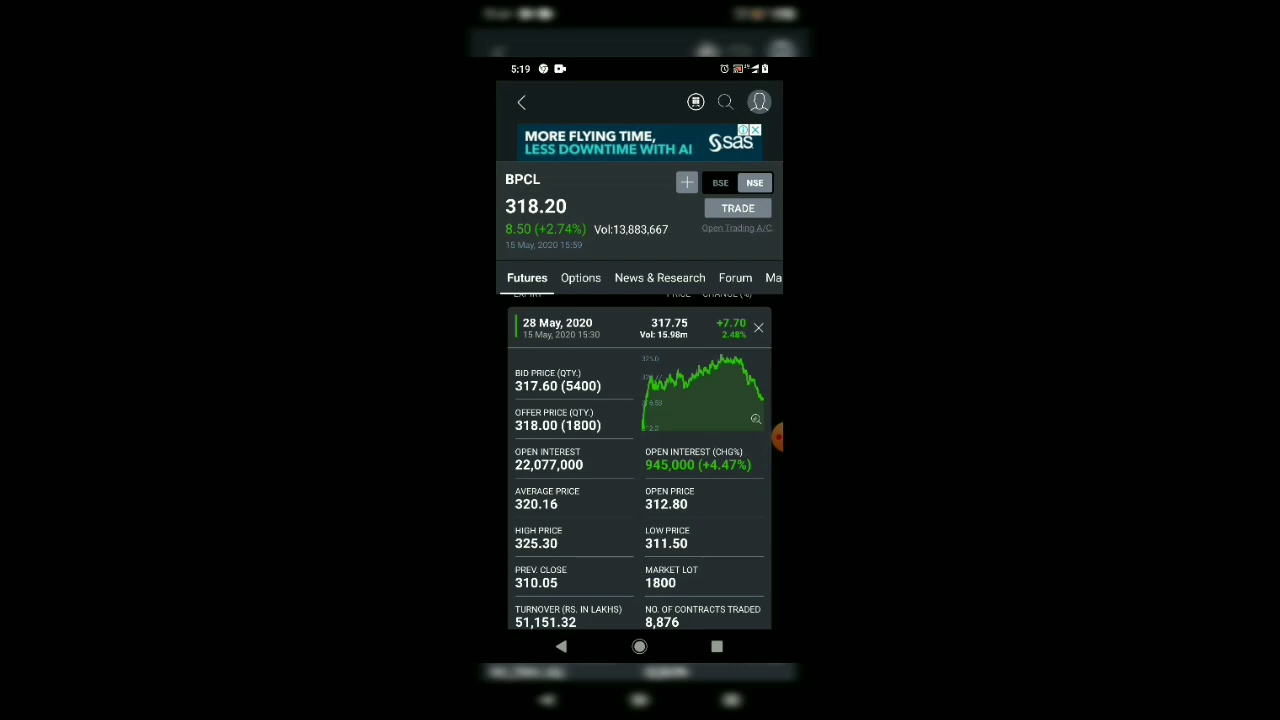 5:19
MORE FLYING TIME,
LESS DOWNTIME WITH AI
sas
BPCL
BSE NSE
318.20
TRADE
8.50 (+2.74%) Vol:13,883,667
Open Trading A/C
15 May, 2020 15:59
Futures Options News & Research Forum Ma
EXPIRY PRICE CHANGE (%)
28 May, 2020 317.75 +7.70
15 May, 2020 15:30 Vol: 15.98m 2.48%
BID PRICE (QTY.)
317.60 (5400)
OFFER PRICE (QTY.)
318.00 (1800)
OPEN INTEREST OPEN INTEREST (CHG%)
22,077,000 945,000 (+4.47%)
AVERAGE PRICE OPEN PRICE
320.16 312.80
HIGH PRICE LOW PRICE
325.30 311.50
PREV. CLOSE MARKET LOT
310.05 1800
TURNOVER (RS. IN LAKHS) NO. OF CONTRACTS TRADED
51,151.32 8,876